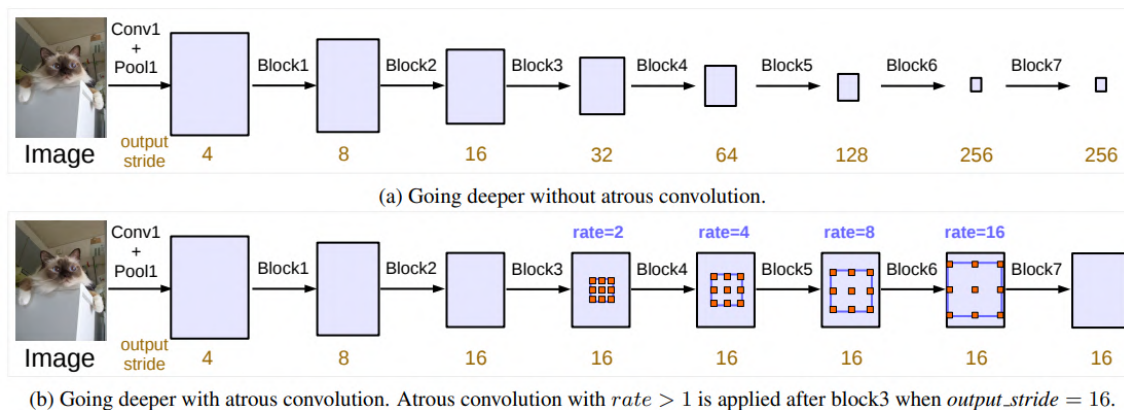 Conv1
+
Pool1
Block1
Block2
Block3
Block4
Block5
Block6
Block7
Image
output
stride
4
8
16
32
64
128
256
256
(a) Going deeper without atrous convolution.
rate=2
rate=4
rate=8
rate=16
Conv1
+
Pool1
Block1
Block2
Block3
Block4
Block5
Block6
Block7
Image
output
stride
4
8
16
16
16
16
16
16
(b) Going deeper with atrous convolution. Atrous convolution with rate > 1 is applied after block3 when output_stride = 16.